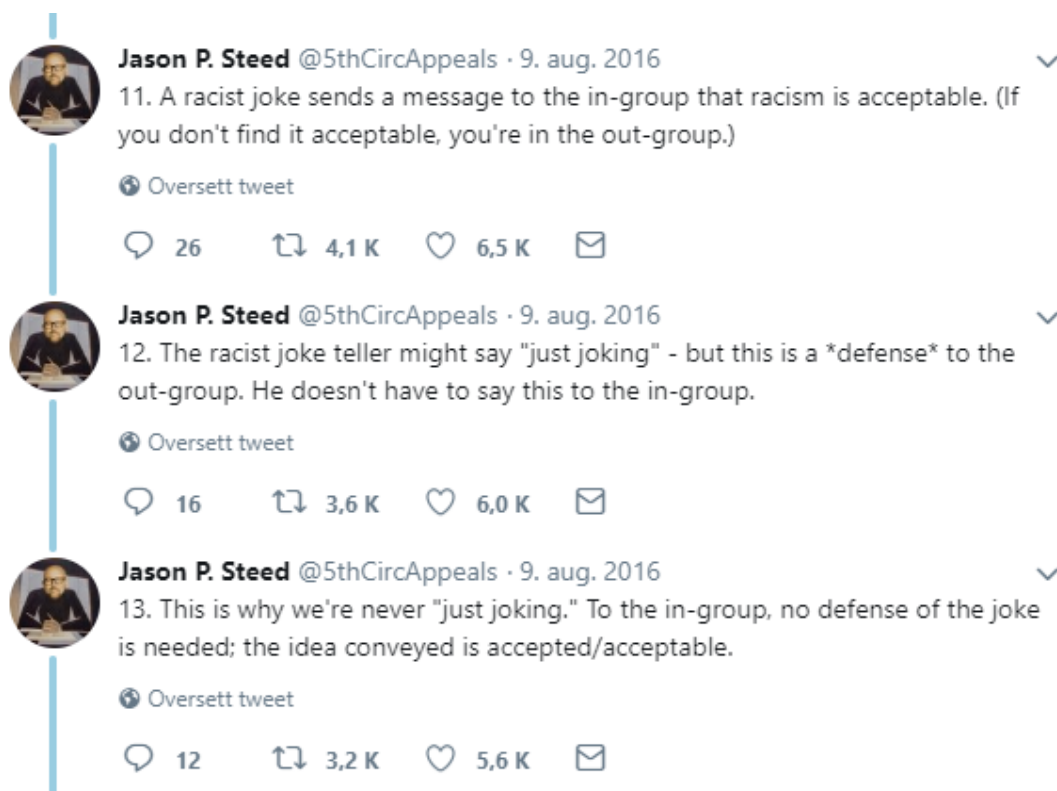 Jason P. Steed @5thCircAppeals · 9. aug. 2016
11. A racist joke sends a message to the in-group that racism is acceptable. (If
you don't find it acceptable, you're in the out-group.)
Oversett tweet
26 4,1 K 6,5 K
Jason P. Steed @5thCircAppeals · 9. aug. 2016
12. The racist joke teller might say "just joking" - but this is a *defense* to the
out-group. He doesn't have to say this to the in-group.
Oversett tweet
16 3,6 K 6,0 K
Jason P. Steed @5thCircAppeals · 9. aug. 2016
13. This is why we're never "just joking." To the in-group, no defense of the joke
is needed; the idea conveyed is accepted/acceptable.
Oversett tweet
12 3,2 K 5,6 K